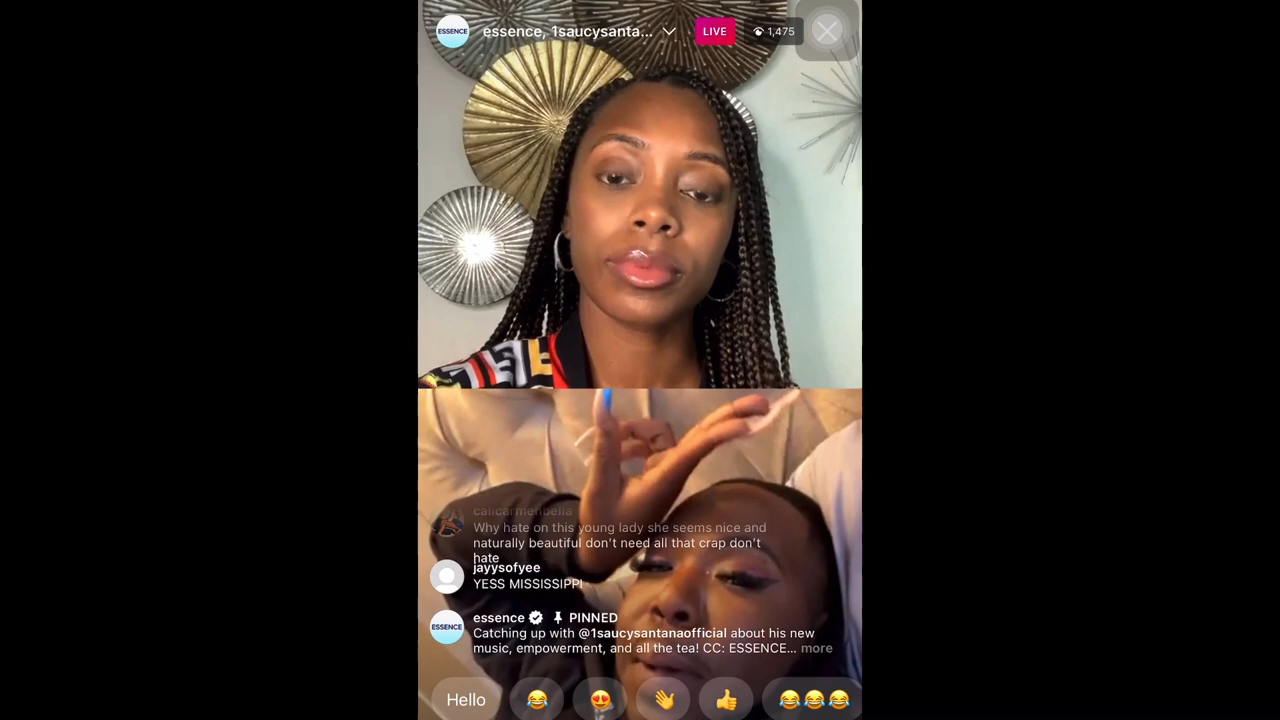 ESSENCE
essence, 1saucysanta...
LIVE
1,475
calicarmenbella
Why hate on this young lady she seems nice and
naturally beautiful don't need all that crap don't
hate
jayysofyee
YESS MISSISSIPPI
ESSENCE
essence PINNED
Catching up with @1saucysantanaofficial about his new
music, empowerment, and all the tea! CC: ESSENCE... more
Hello